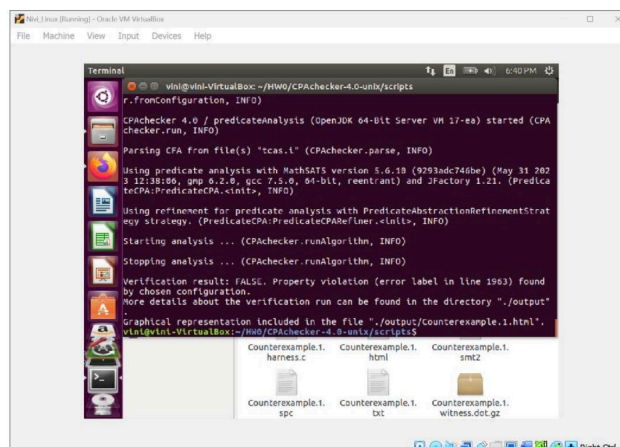 Nivi_Linux [Running] - Oracle VM VirtualBox
File Machine View Input Devices Help
Terminal
En
6:40 PM
vini@vini-VirtualBox: ~/HW0/CPAchecker-4.0-unix/scripts
r.fromConfiguration, INFO)
CPAchecker 4.0 / predicateAnalysis (OpenJDK 64-Bit Server VM 17-ea) started (CPA
checker.run, INFO)
Parsing CFA from file(s) "tcas.i" (CPAchecker.parse, INFO)
Using predicate analysis with MathSAT5 version 5.6.10 (9293adc746be) (May 31 202
3 12:38:06, gmp 6.2.0, gcc 7.5.0, 64-bit, reentrant) and JFactory 1.21. (Predica
teCPA:PredicateCPA.<init>, INFO)
Using refinement for predicate analysis with PredicateAbstractionRefinementStrat
egy strategy. (PredicateCPA:PredicateCPARefiner.<init>, INFO)
Starting analysis ... (CPAchecker.runAlgorithm, INFO)
Stopping analysis ... (CPAchecker.runAlgorithm, INFO)
Verification result: FALSE. Property violation (error label in line 1963) found
by chosen configuration.
More details about the verification run can be found in the directory "./output"
.
Graphical representation included in the file "./output/Counterexample.1.html".
vini@vini-VirtualBox:~/HW0/CPAchecker-4.0-unix/scripts$
Counterexample.1. Counterexample.1. Counterexample.1.
harness.c html smt2
Counterexample.1. Counterexample.1. Counterexample.1.
spc txt witness.dot.gz
Right Ctrl